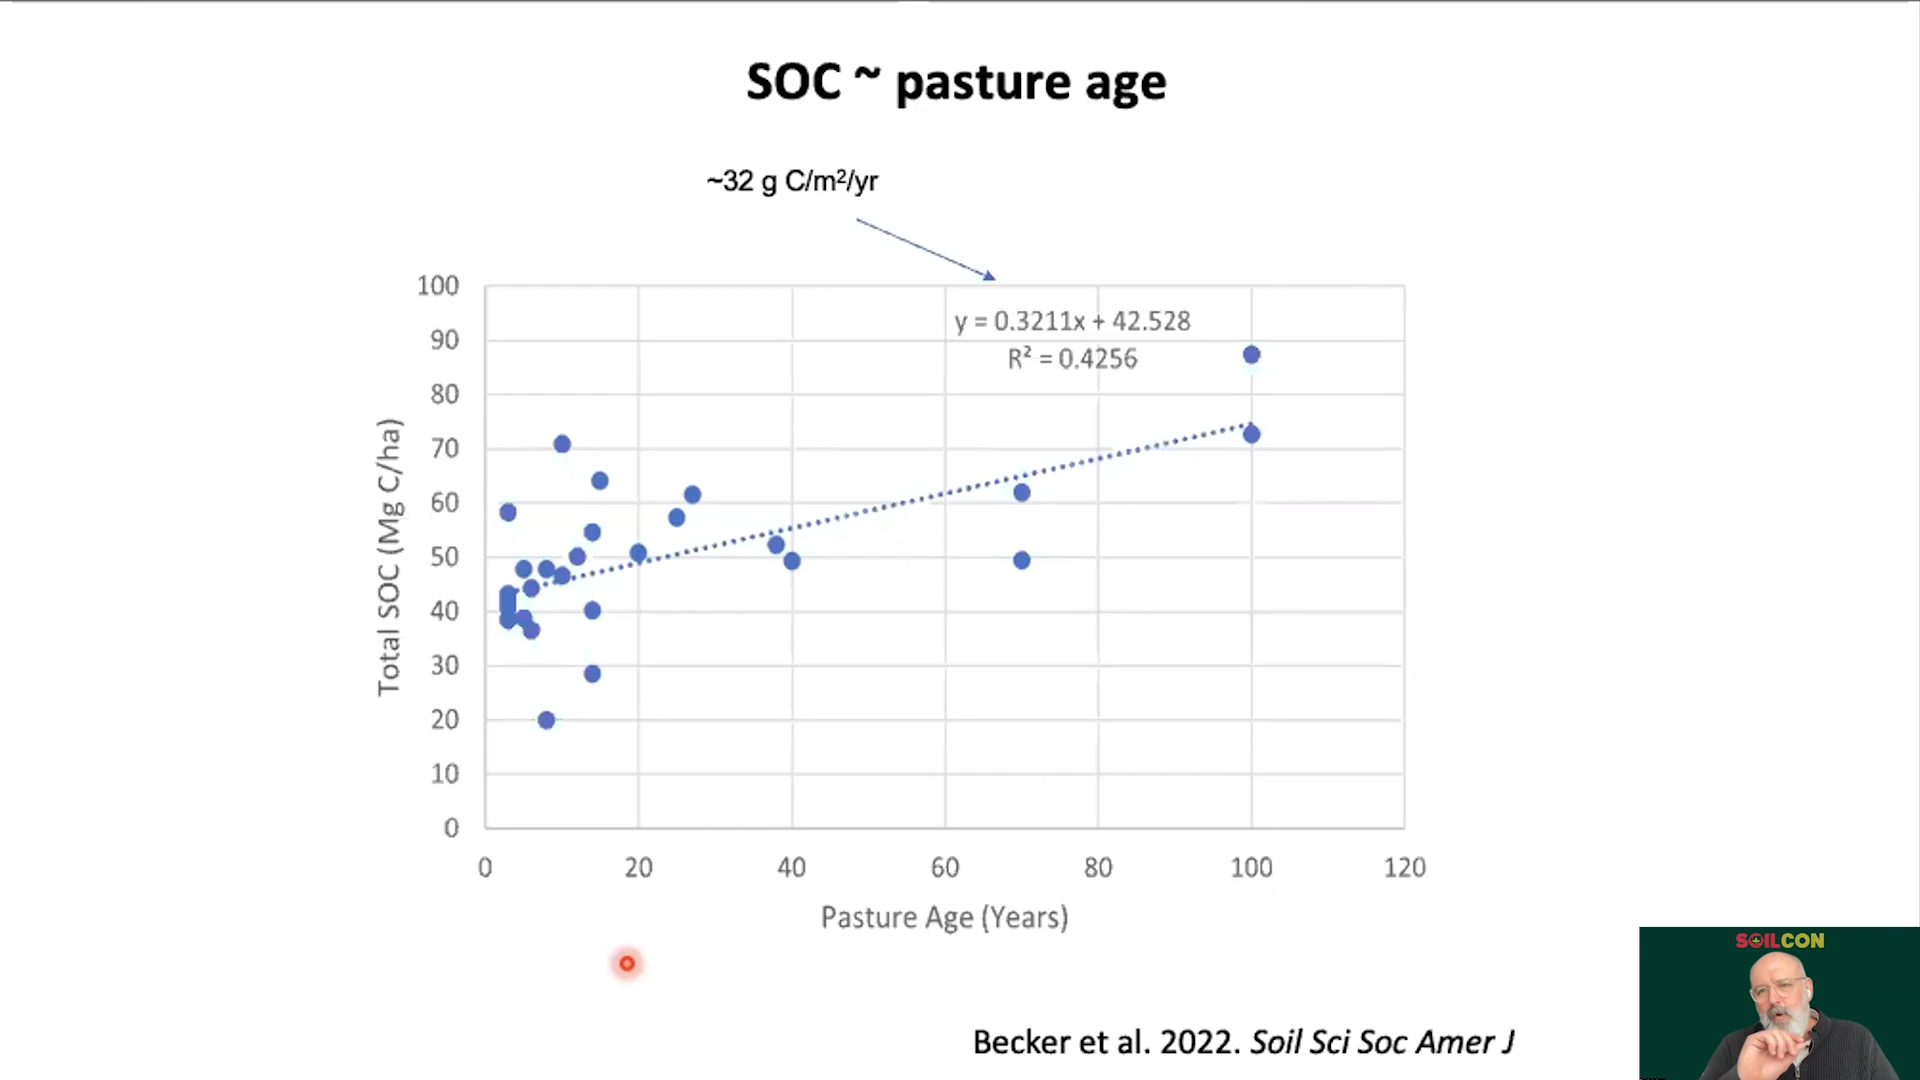 SOC ~ pasture age
~32 g C/m²/yr
y = 0.3211x + 42.528
R² = 0.4256
Total SOC (Mg C/ha)
100
90
80
70
60
50
40
30
20
10
0
0 20 40 60 80 100 120
Pasture Age (Years)
SOILCON
Becker et al. 2022. Soil Sci Soc Amer J